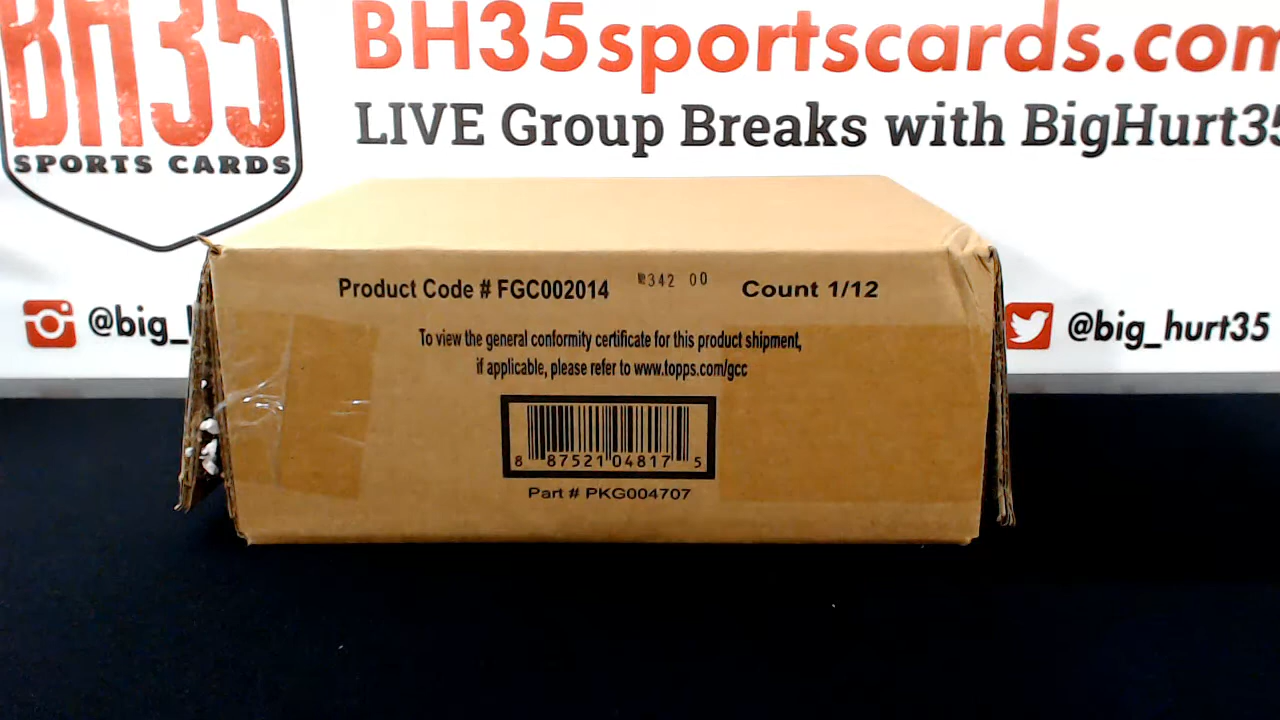 BH35
SPORTS CARDS
BH35sportscards.com
LIVE Group Breaks with BigHurt35
@big_
@big_hurt35
Product Code # FGC002014
342 00
Count 1/12
To view the general conformity certificate for this product shipment,
if applicable, please refer to www.topps.com/gcc
8 87521 04817 5
Part # PKG004707